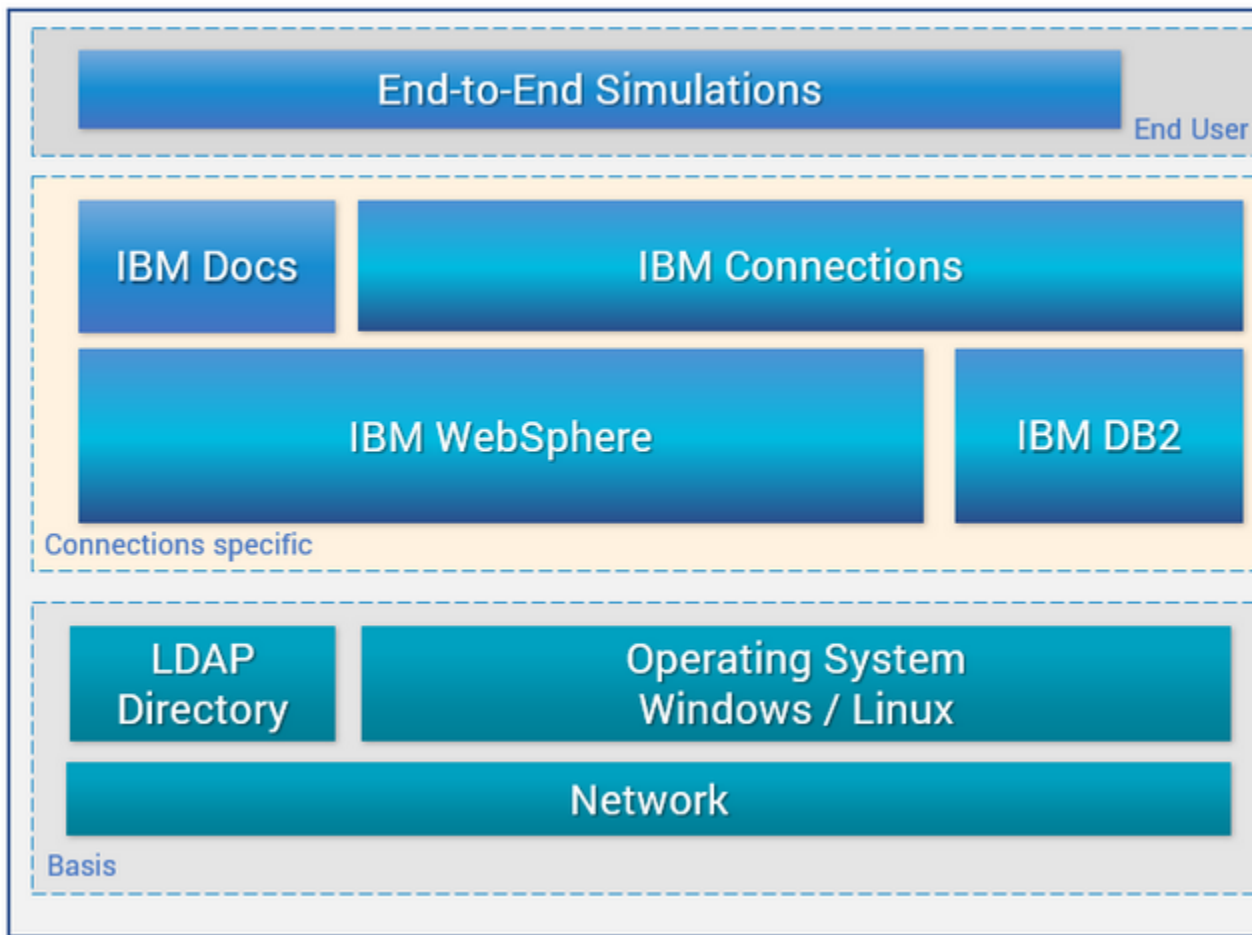 End-to-End Simulations
End User
IBM Docs
IBM Connections
IBM WebSphere
IBM DB2
Connections specific
LDAP
Directory
Operating System
Windows / Linux
Network
Basis